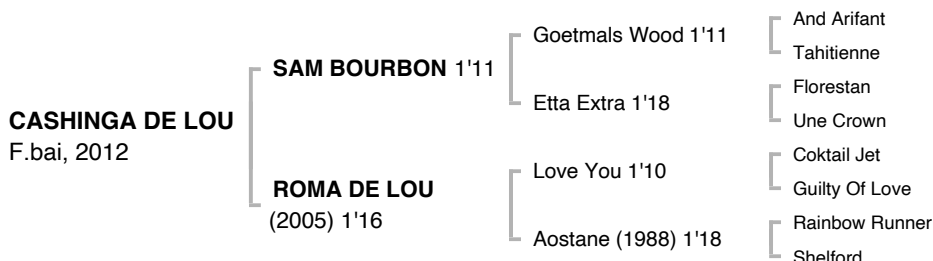 CASHINGA DE LOU
F.bai, 2012
SAM BOURBON 1'11
ROMA DE LOU
(2005) 1'16
Goetmals Wood 1'11
Etta Extra 1'18
Love You 1'10
Aostane (1988) 1'18
And Arifant
Tahitienne
Florestan
Une Crown
Coktail Jet
Guilty Of Love
Rainbow Runner
Shelford